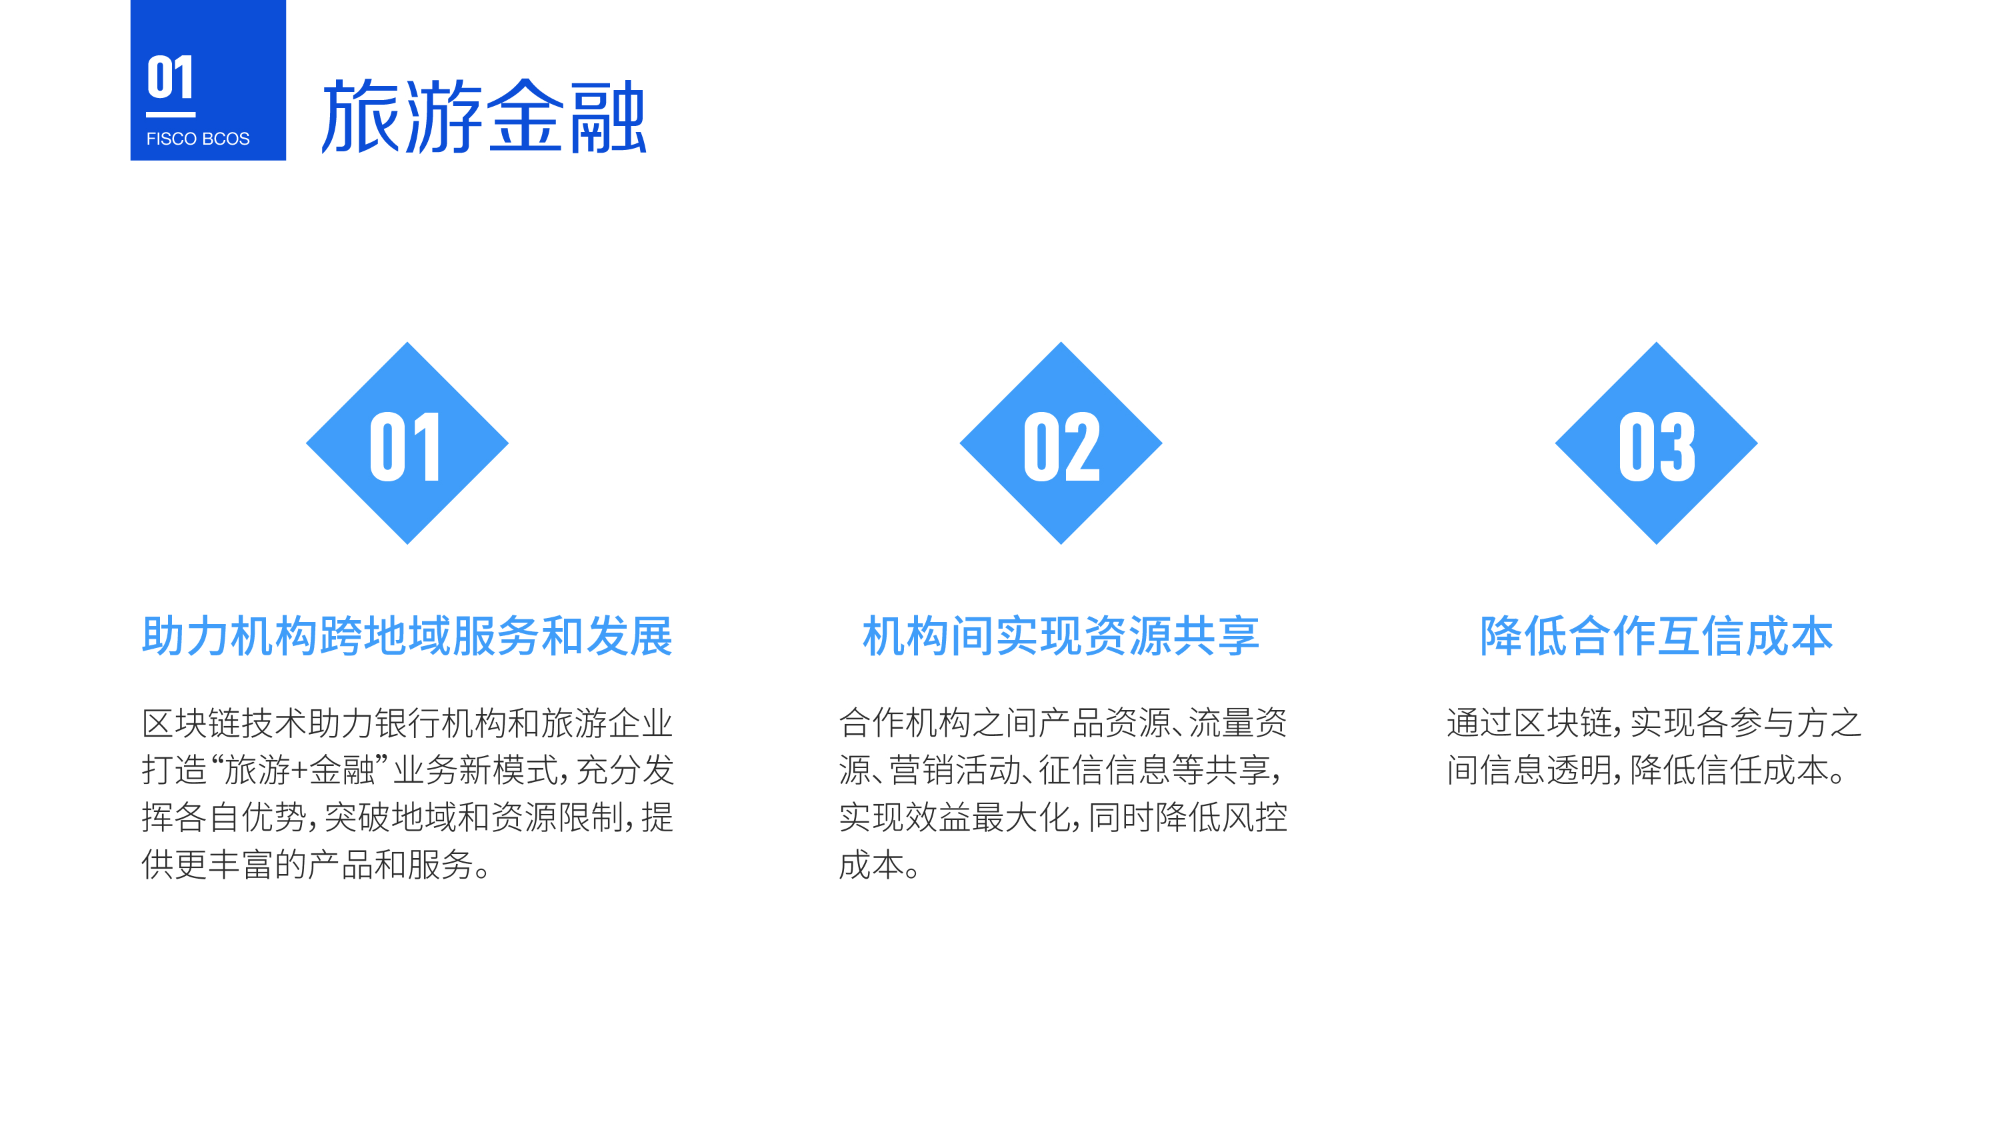 01
FISCO BCOS
旅游金融
01
助力机构跨地域服务和发展
区块链技术助力银行机构和旅游企业
打造“旅游+金融”业务新模式，充分发
挥各自优势，突破地域和资源限制，提
供更丰富的产品和服务。
02
机构间实现资源共享
合作机构之间产品资源、流量资
源、营销活动、征信信息等共享，
实现效益最大化，同时降低风控
成本。
03
降低合作互信成本
通过区块链，实现各参与方之
间信息透明，降低信任成本。